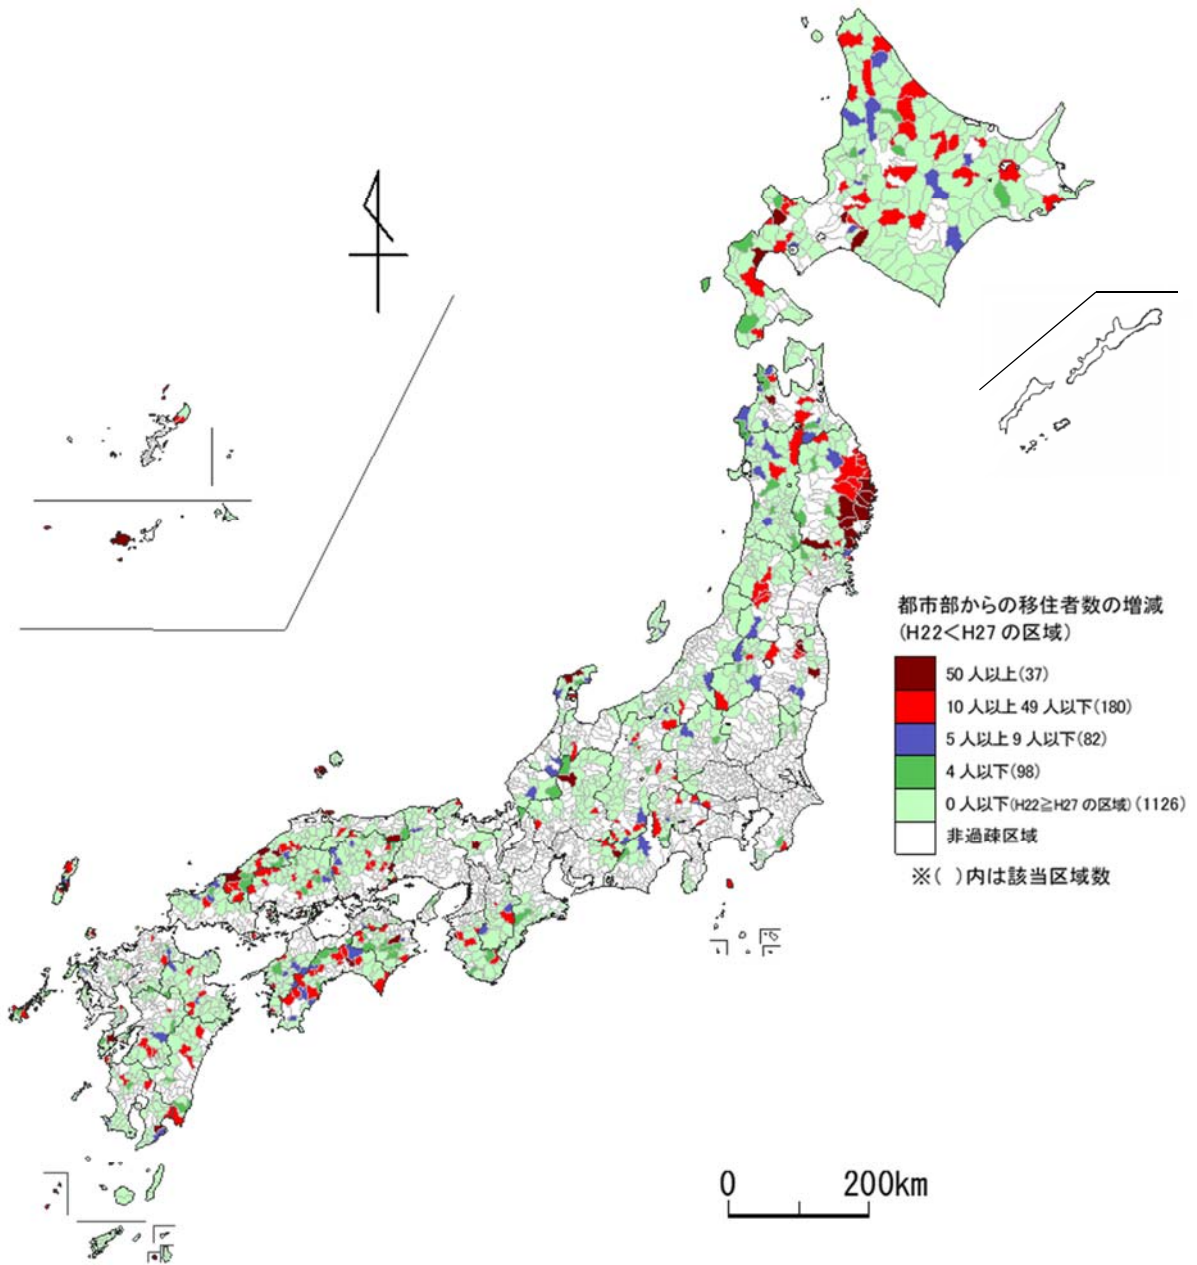 都市部からの移住者数の増減
(H22＜H27 の区域)
50 人以上(37)
10 人以上 49 人以下(180)
5 人以上 9 人以下(82)
4 人以下(98)
0 人以下(H22≧H27 の区域)(1126)
非過疎区域
※( )内は該当区域数
0 200km